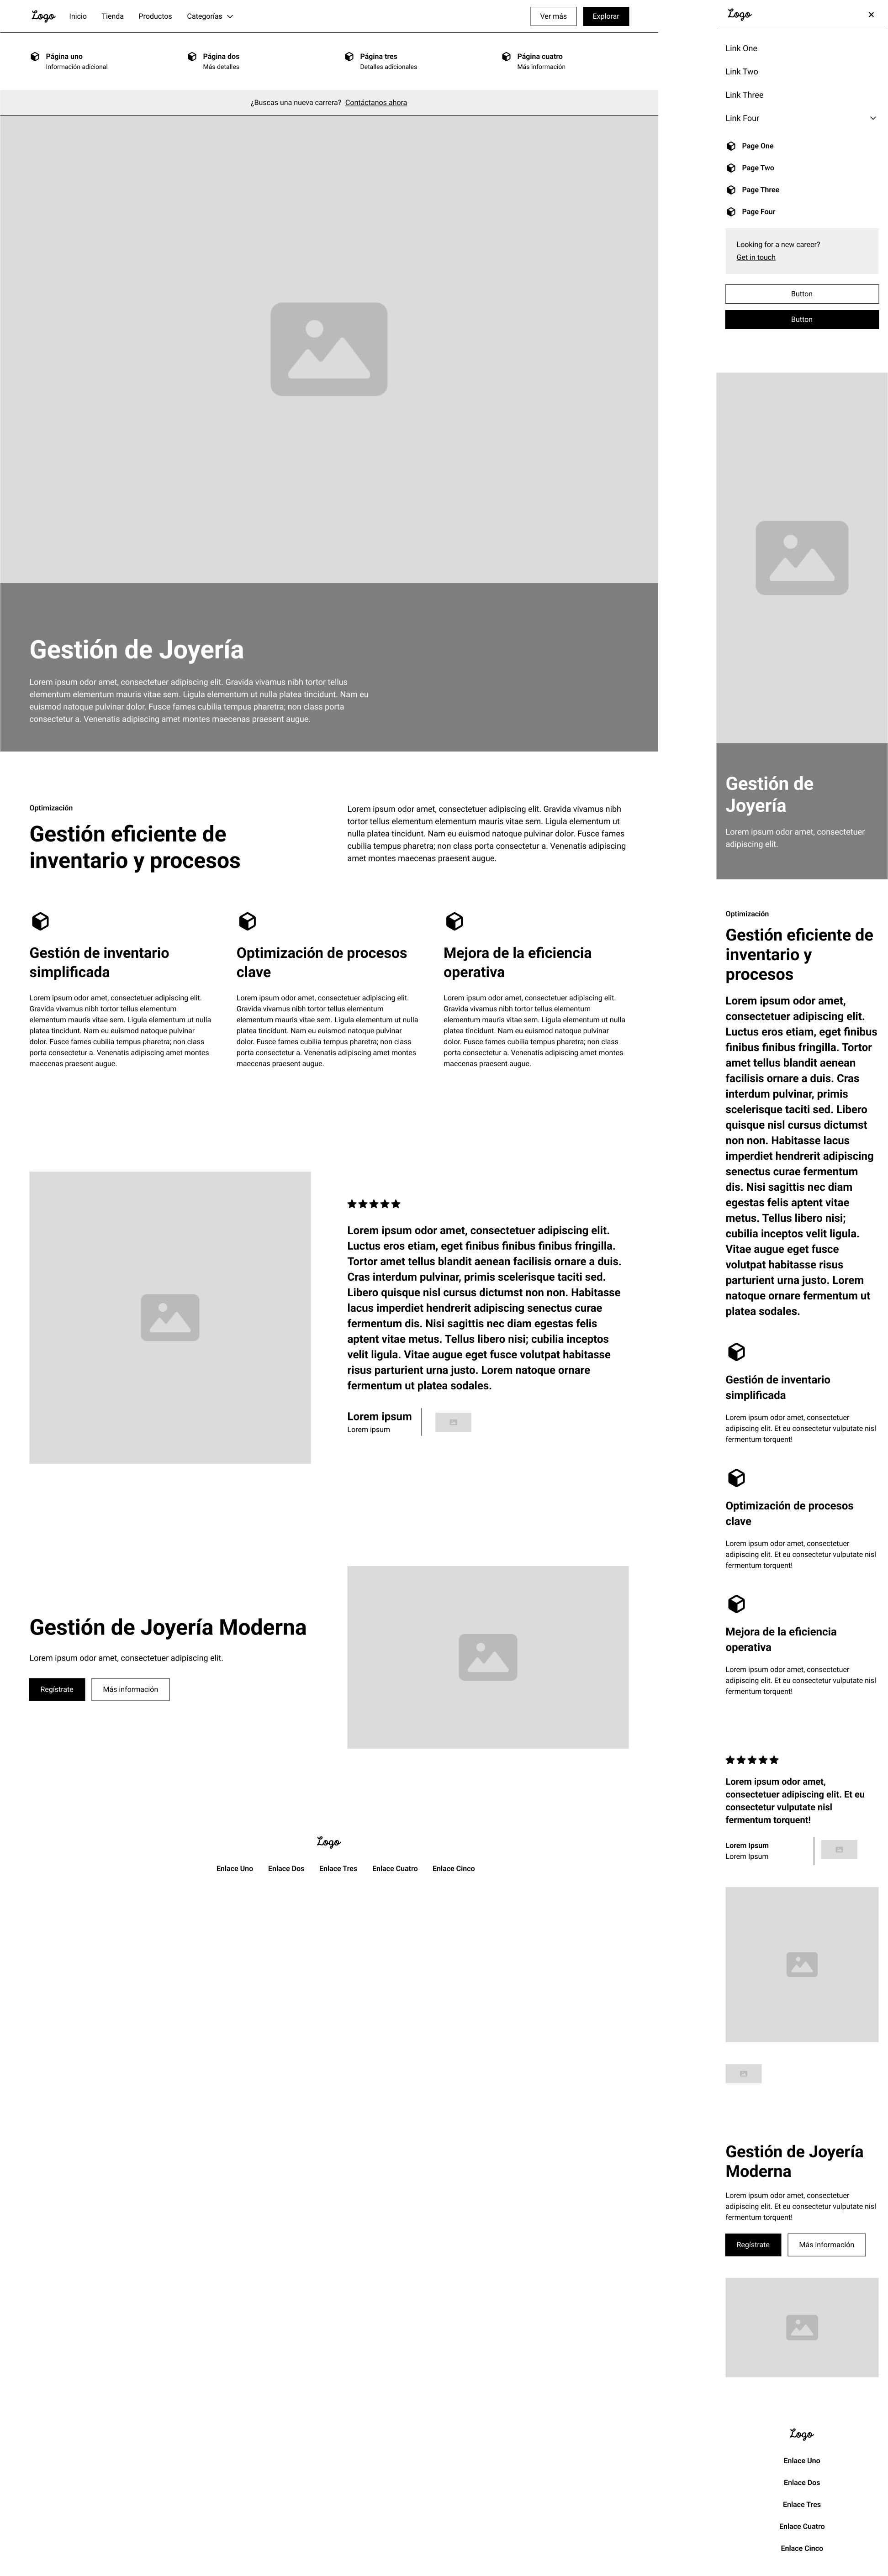 Logo Inicio Tienda Productos Categorías Ver más Explorar
Página uno
Información adicional
Página dos
Más detalles
Página tres
Detalles adicionales
Página cuatro
Más información
¿Buscas una nueva carrera? Contáctanos ahora
Gestión de Joyería
Lorem ipsum odor amet, consectetuer adipiscing elit. Gravida vivamus nibh tortor tellus
elementum elementum mauris vitae sem. Ligula elementum ut nulla platea tincidunt. Nam eu
euismod natoque pulvinar dolor. Fusce fames cubilia tempus pharetra; non class porta
consectetur a. Venenatis adipiscing amet montes maecenas praesent augue.
Optimización
Gestión eficiente de
inventario y procesos
Lorem ipsum odor amet, consectetuer adipiscing elit. Gravida vivamus nibh
tortor tellus elementum elementum mauris vitae sem. Ligula elementum ut
nulla platea tincidunt. Nam eu euismod natoque pulvinar dolor. Fusce fames
cubilia tempus pharetra; non class porta consectetur a. Venenatis adipiscing
amet montes maecenas praesent augue.
Gestión de inventario
simplificada
Lorem ipsum odor amet, consectetuer adipiscing elit.
Gravida vivamus nibh tortor tellus elementum
elementum mauris vitae sem. Ligula elementum ut nulla
platea tincidunt. Nam eu euismod natoque pulvinar
dolor. Fusce fames cubilia tempus pharetra; non class
porta consectetur a. Venenatis adipiscing amet montes
maecenas praesent augue.
Optimización de procesos
clave
Lorem ipsum odor amet, consectetuer adipiscing elit.
Gravida vivamus nibh tortor tellus elementum
elementum mauris vitae sem. Ligula elementum ut nulla
platea tincidunt. Nam eu euismod natoque pulvinar
dolor. Fusce fames cubilia tempus pharetra; non class
porta consectetur a. Venenatis adipiscing amet montes
maecenas praesent augue.
Mejora de la eficiencia
operativa
Lorem ipsum odor amet, consectetuer adipiscing elit.
Gravida vivamus nibh tortor tellus elementum
elementum mauris vitae sem. Ligula elementum ut nulla
platea tincidunt. Nam eu euismod natoque pulvinar
dolor. Fusce fames cubilia tempus pharetra; non class
porta consectetur a. Venenatis adipiscing amet montes
maecenas praesent augue.
Lorem ipsum odor amet, consectetuer adipiscing elit.
Luctus eros etiam, eget finibus finibus finibus fringilla.
Tortor amet tellus blandit aenean facilisis ornare a duis.
Cras interdum pulvinar, primis scelerisque taciti sed.
Libero quisque nisl cursus dictumst non non. Habitasse
lacus imperdiet hendrerit adipiscing senectus curae
fermentum dis. Nisi sagittis nec diam egestas felis
aptent vitae metus. Tellus libero nisi; cubilia inceptos
velit ligula. Vitae augue eget fusce volutpat habitasse
risus parturient urna justo. Lorem natoque ornare
fermentum ut platea sodales.
Lorem ipsum
Lorem ipsum
Gestión de Joyería Moderna
Lorem ipsum odor amet, consectetuer adipiscing elit.
Regístrate Más información
Logo
Enlace Uno Enlace Dos Enlace Tres Enlace Cuatro Enlace Cinco
Logo
Link One
Link Two
Link Three
Link Four
Page One
Page Two
Page Three
Page Four
Looking for a new career?
Get in touch
Button
Button
Gestión de
Joyería
Lorem ipsum odor amet, consectetuer
adipiscing elit.
Optimización
Gestión eficiente de
inventario y
procesos
Lorem ipsum odor amet,
consectetuer adipiscing elit.
Luctus eros etiam, eget finibus
finibus finibus fringilla. Tortor
amet tellus blandit aenean
facilisis ornare a duis. Cras
interdum pulvinar, primis
scelerisque taciti sed. Libero
quisque nisl cursus dictumst
non non. Habitasse lacus
imperdiet hendrerit adipiscing
senectus curae fermentum
dis. Nisi sagittis nec diam
egestas felis aptent vitae
metus. Tellus libero nisi;
cubilia inceptos velit ligula.
Vitae augue eget fusce
volutpat habitasse risus
parturient urna justo. Lorem
natoque ornare fermentum ut
platea sodales.
Gestión de inventario
simplificada
Lorem ipsum odor amet, consectetuer
adipiscing elit. Et eu consectetur vulputate nisl
fermentum torquent!
Optimización de procesos
clave
Lorem ipsum odor amet, consectetuer
adipiscing elit. Et eu consectetur vulputate nisl
fermentum torquent!
Mejora de la eficiencia
operativa
Lorem ipsum odor amet, consectetuer
adipiscing elit. Et eu consectetur vulputate nisl
fermentum torquent!
Lorem ipsum odor amet,
consectetuer adipiscing elit. Et eu
consectetur vulputate nisl
fermentum torquent!
Lorem Ipsum
Lorem Ipsum
Gestión de Joyería
Moderna
Lorem ipsum odor amet, consectetuer
adipiscing elit. Et eu consectetur vulputate nisl
fermentum torquent!
Regístrate Más información
Logo
Enlace Uno
Enlace Dos
Enlace Tres
Enlace Cuatro
Enlace Cinco